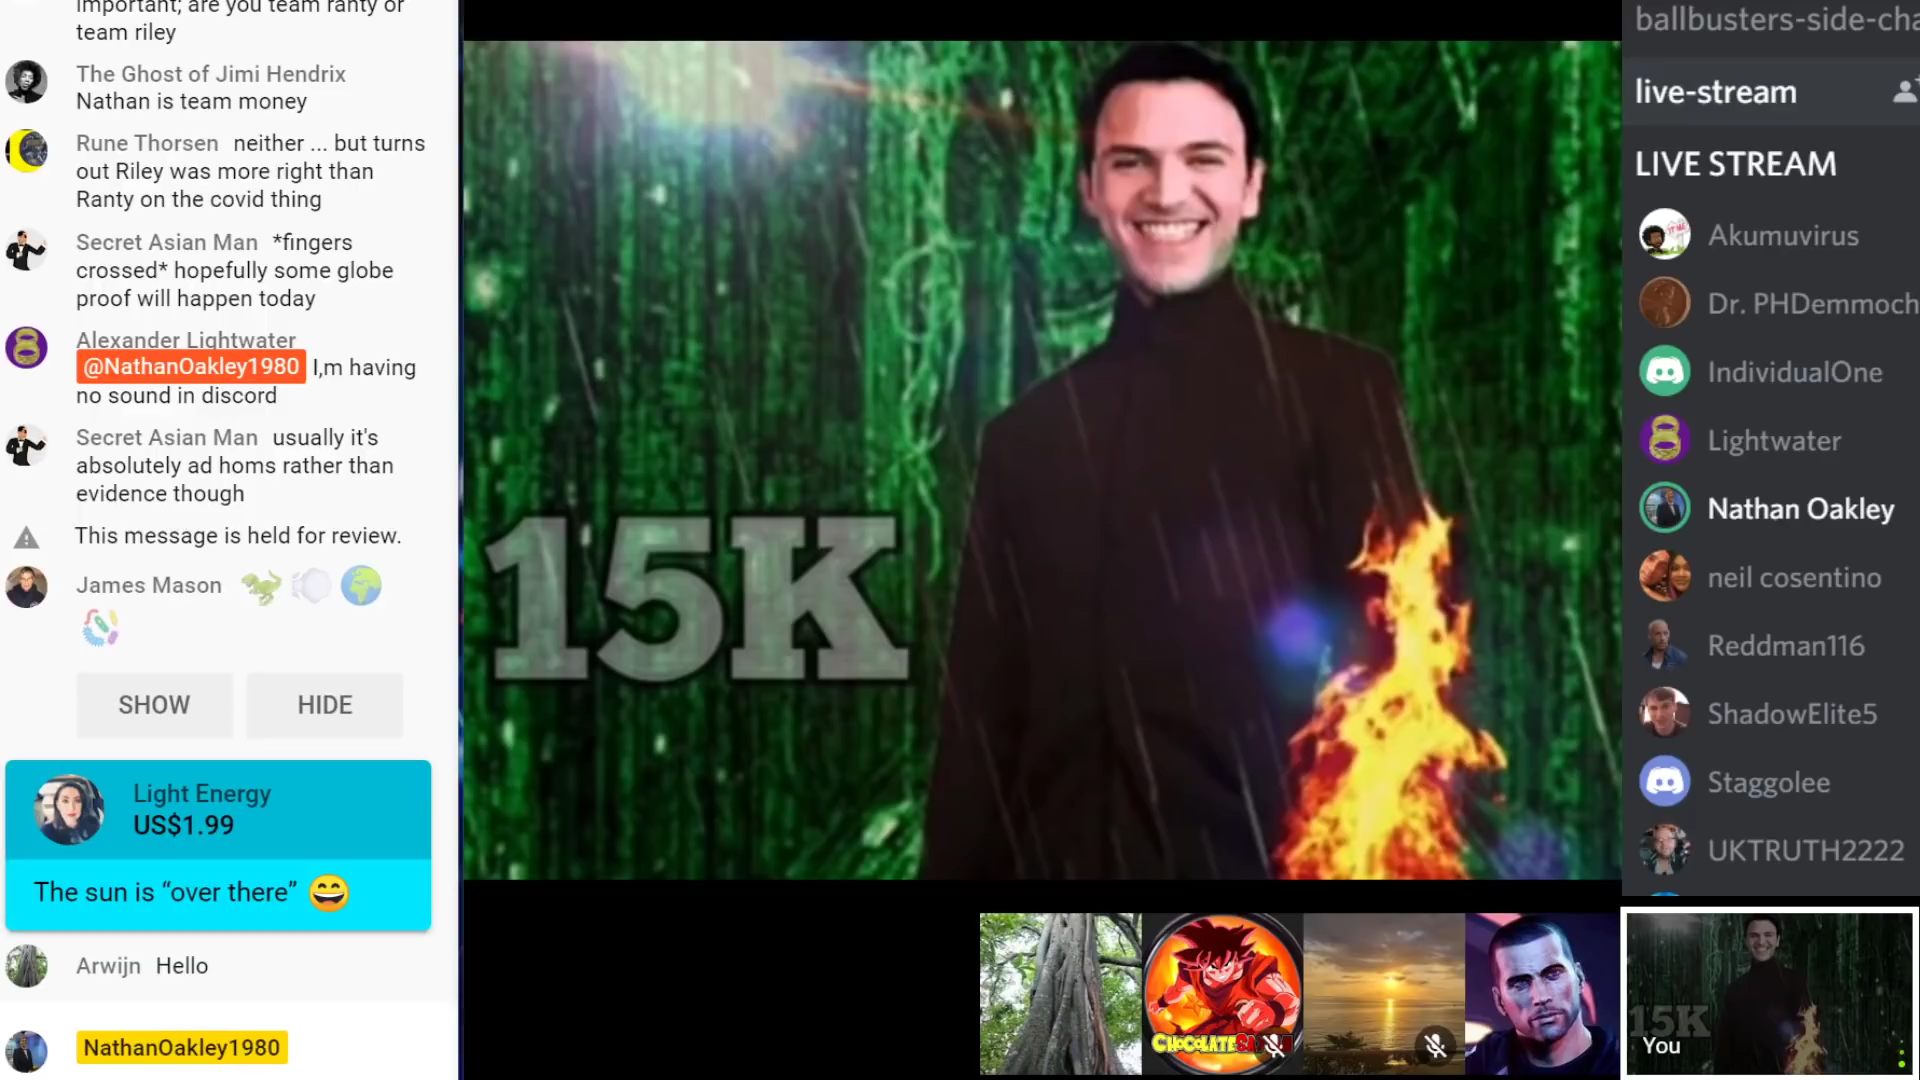 important; are you team ranty or
team riley
The Ghost of Jimi Hendrix
Nathan is team money
Rune Thorsen neither ... but turns
out Riley was more right than
Ranty on the covid thing
Secret Asian Man *fingers
crossed* hopefully some globe
proof will happen today
Alexander Lightwater
@NathanOakley1980 I,m having
no sound in discord
Secret Asian Man usually it's
absolutely ad homs rather than
evidence though
This message is held for review.
James Mason
SHOW HIDE
Light Energy
US$1.99
The sun is “over there”
Arwijn Hello
NathanOakley1980
15K
ballbusters-side-cha
live-stream
LIVE STREAM
Akumuvirus
Dr. PHDemmoch
IndividualOne
Lightwater
Nathan Oakley
neil cosentino
Reddman116
ShadowElite5
Staggolee
UKTRUTH2222
15K
You